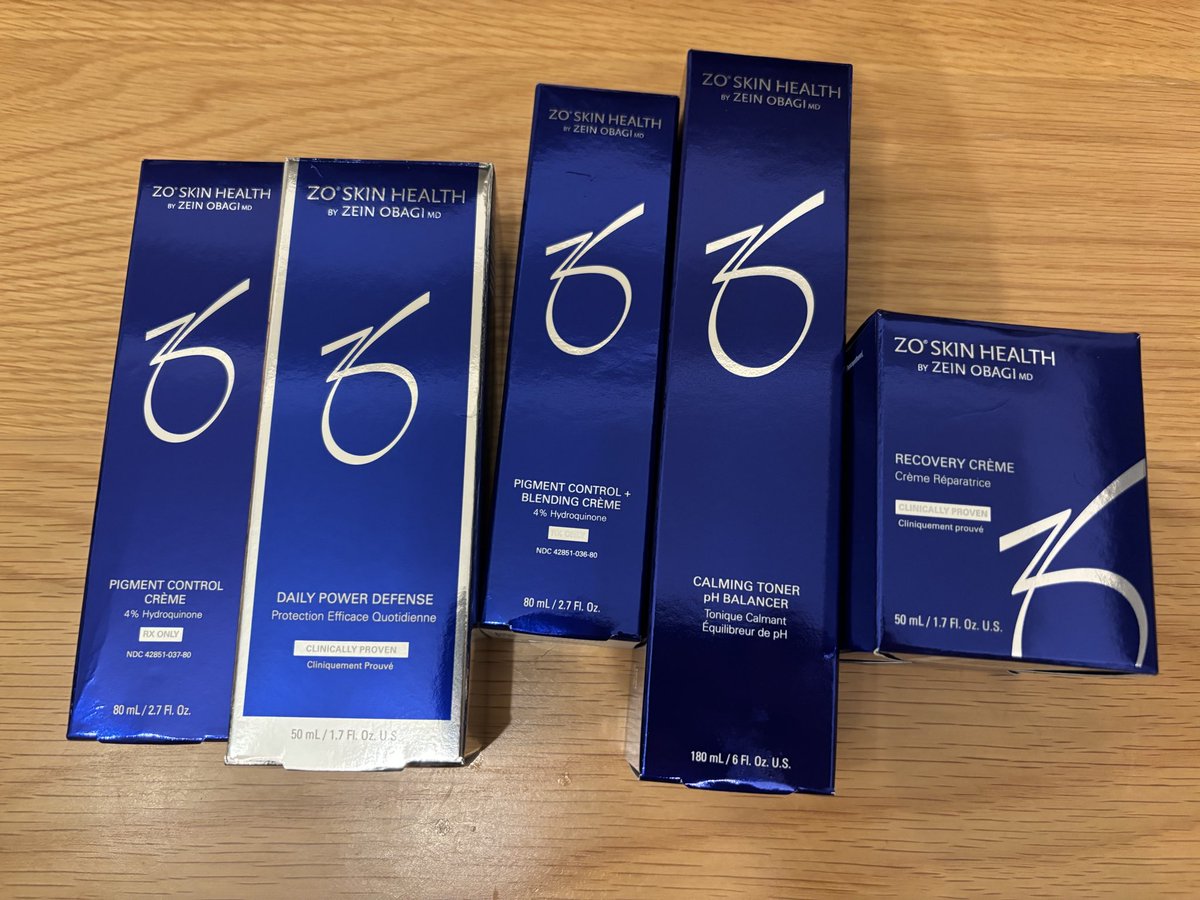 ZO® SKIN HEALTH
BY ZEIN OBAGI MD
PIGMENT CONTROL
CRÈME
4% Hydroquinone
RX ONLY
NDC 42851-037-80
80 mL / 2.7 Fl. Oz.
ZO® SKIN HEALTH
BY ZEIN OBAGI MD
DAILY POWER DEFENSE
Protection Efficace Quotidienne
CLINICALLY PROVEN
Cliniquement Prouvé
50 mL / 1.7 Fl. Oz. U.S.
ZO® SKIN HEALTH
BY ZEIN OBAGI MD
PIGMENT CONTROL +
BLENDING CRÈME
4% Hydroquinone
RX ONLY
NDC 42851-036-80
80 mL / 2.7 Fl. Oz.
ZO® SKIN HEALTH
BY ZEIN OBAGI MD
CALMING TONER
pH BALANCER
Tonique Calmant
Équilibreur de pH
180 mL / 6 Fl. Oz. U.S.
ZO® SKIN HEALTH
BY ZEIN OBAGI MD
RECOVERY CRÈME
Crème Réparatrice
CLINICALLY PROVEN
Cliniquement prouvé
50 mL / 1.7 Fl. Oz. U.S.